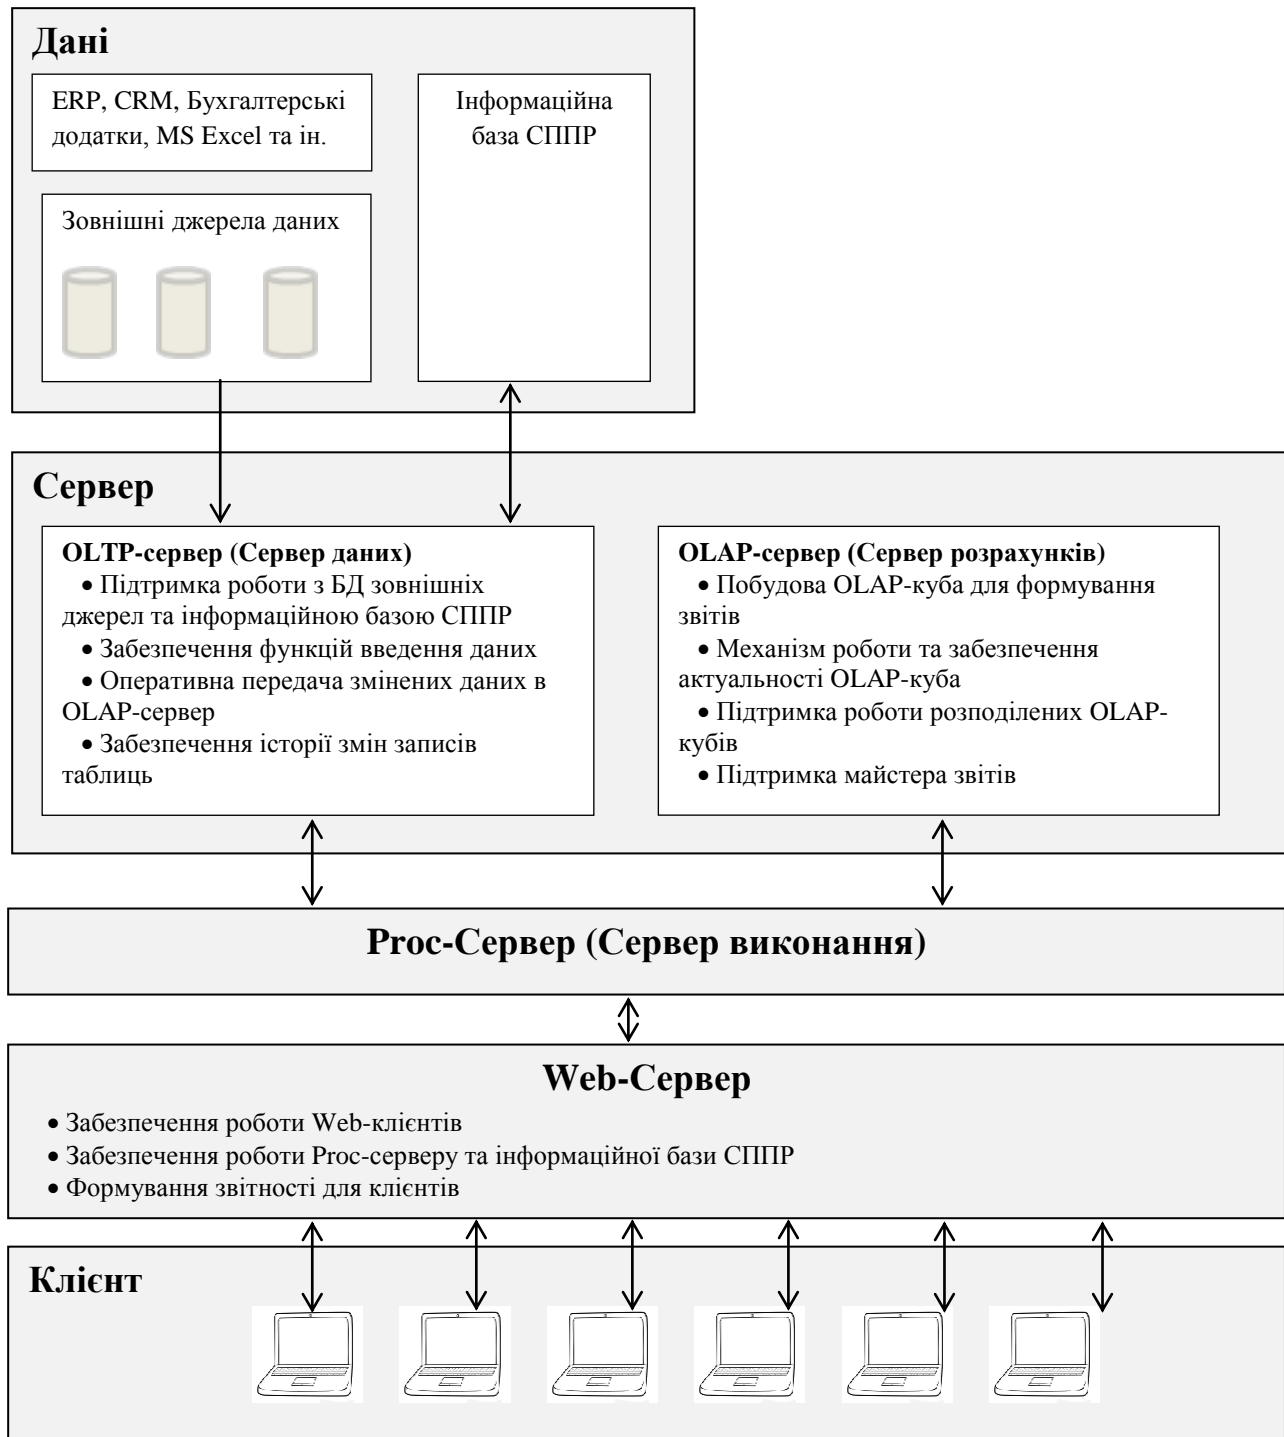 Дані
ERP, CRM, Бухгалтерські
додатки, MS Excel та ін.
Інформаційна
база СППР
Зовнішні джерела даних
Сервер
OLTP-сервер (Сервер даних)
• Підтримка роботи з БД зовнішніх
джерел та інформаційною базою СППР
• Забезпечення функцій введення даних
• Оперативна передача змінених даних в
OLAP-сервер
• Забезпечення історії змін записів
таблиць
OLAP-сервер (Сервер розрахунків)
• Побудова OLAP-куба для формування
звітів
• Механізм роботи та забезпечення
актуальності OLAP-куба
• Підтримка роботи розподілених OLAP-
кубів
• Підтримка майстера звітів
Proc-Сервер (Сервер виконання)
Web-Сервер
• Забезпечення роботи Web-клієнтів
• Забезпечення роботи Proc-серверу та інформаційної бази СППР
• Формування звітності для клієнтів
Клієнт